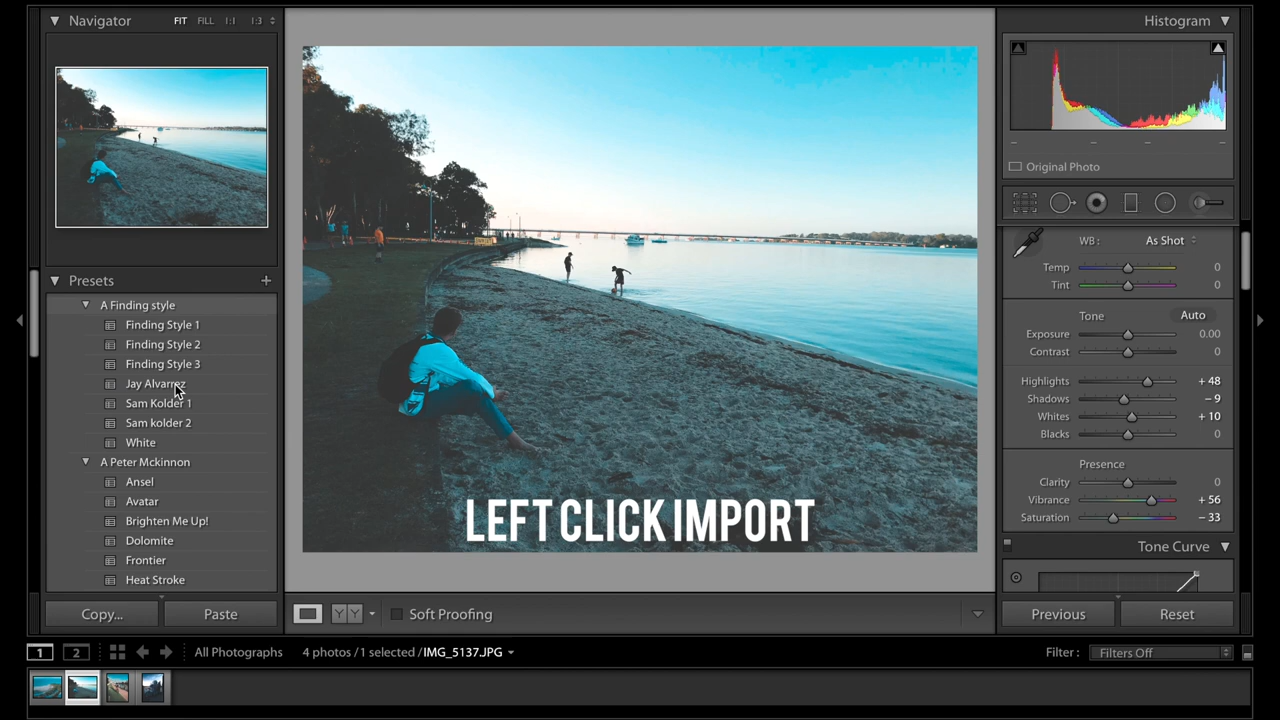 Navigator
FIT FILL 1:1 1:3
Presets
A Finding style
Finding Style 1
Finding Style 2
Finding Style 3
Jay Alvarrez
Sam Kolder 1
Sam kolder 2
White
A Peter Mckinnon
Ansel
Avatar
Brighten Me Up!
Dolomite
Frontier
Heat Stroke
Copy... Paste
LEFT CLICK IMPORT
Y Y Soft Proofing
Histogram
Original Photo
WB: As Shot
Temp 0
Tint 0
Tone Auto
Exposure 0.00
Contrast 0
Highlights + 48
Shadows − 9
Whites + 10
Blacks 0
Presence
Clarity 0
Vibrance + 56
Saturation − 33
Tone Curve
Previous Reset
1 2 All Photographs 4 photos / 1 selected / IMG_5137.JPG Filter : Filters Off